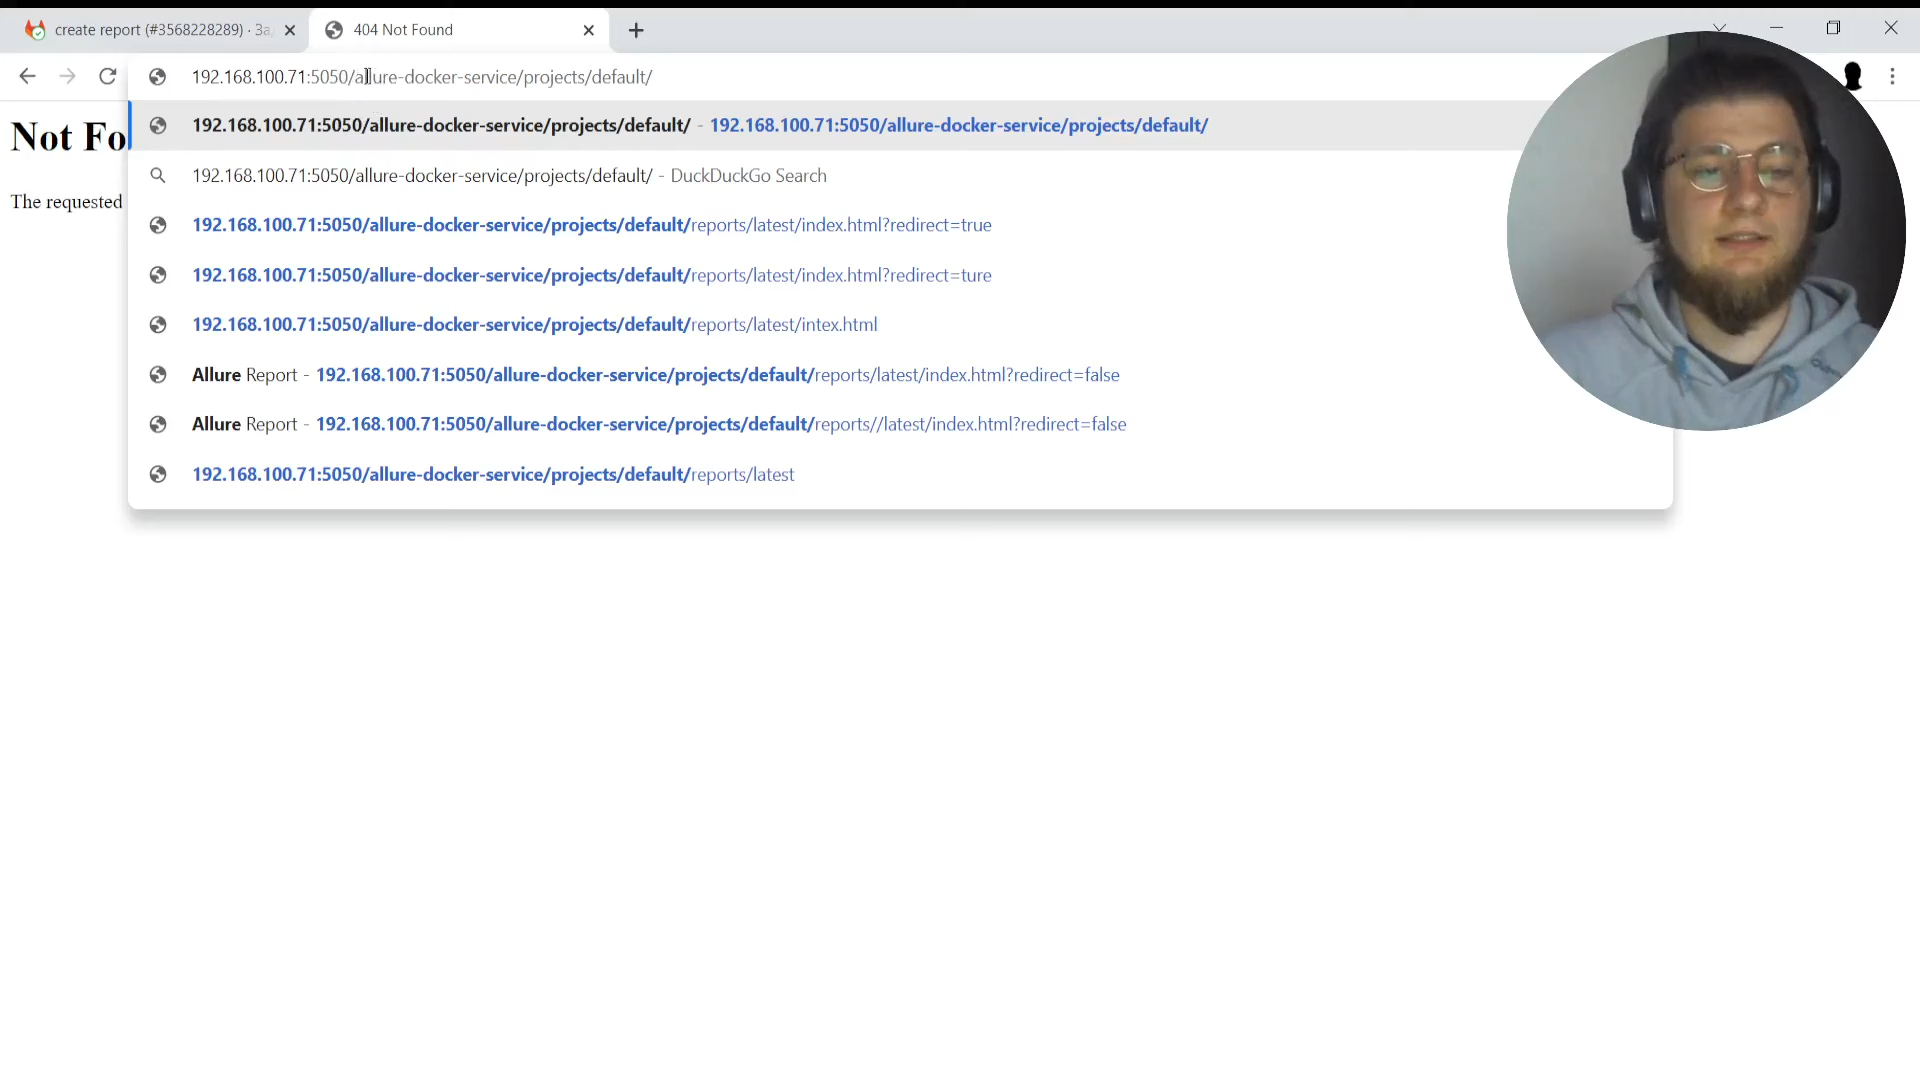 create report (#3568228289) · За
404 Not Found
192.168.100.71:5050/allure-docker-service/projects/default/
Not Fo
The requested
192.168.100.71:5050/allure-docker-service/projects/default/ - 192.168.100.71:5050/allure-docker-service/projects/default/
192.168.100.71:5050/allure-docker-service/projects/default/ - DuckDuckGo Search
192.168.100.71:5050/allure-docker-service/projects/default/reports/latest/index.html?redirect=true
192.168.100.71:5050/allure-docker-service/projects/default/reports/latest/index.html?redirect=ture
192.168.100.71:5050/allure-docker-service/projects/default/reports/latest/intex.html
Allure Report - 192.168.100.71:5050/allure-docker-service/projects/default/reports/latest/index.html?redirect=false
Allure Report - 192.168.100.71:5050/allure-docker-service/projects/default/reports//latest/index.html?redirect=false
192.168.100.71:5050/allure-docker-service/projects/default/reports/latest